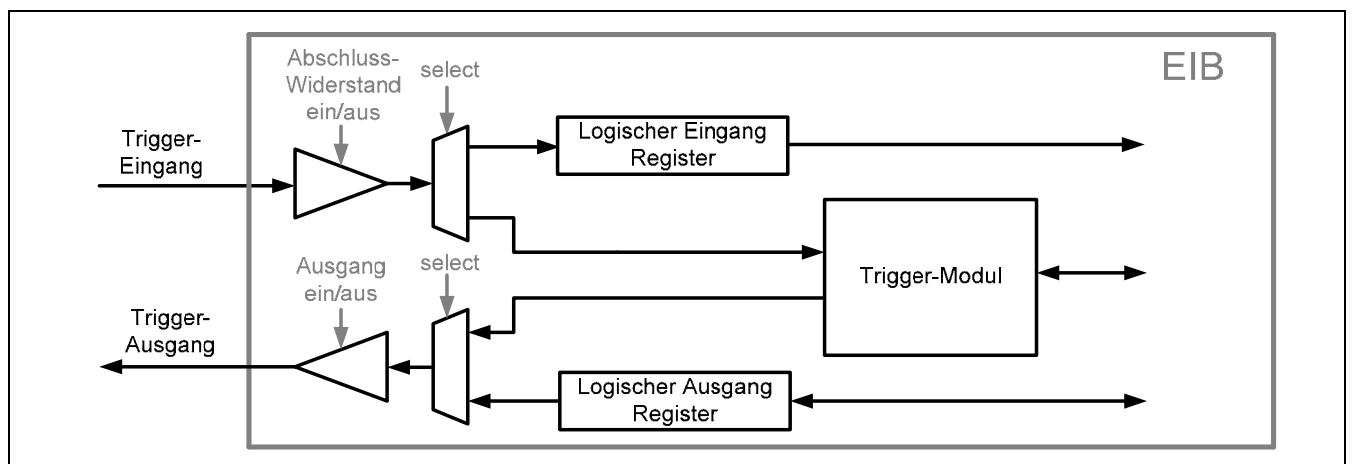 EIB
Abschluss-
Widerstand
ein/aus
select
Trigger-
Eingang
Logischer Eingang
Register
Trigger-Modul
Ausgang
ein/aus
select
Trigger-
Ausgang
Logischer Ausgang
Register